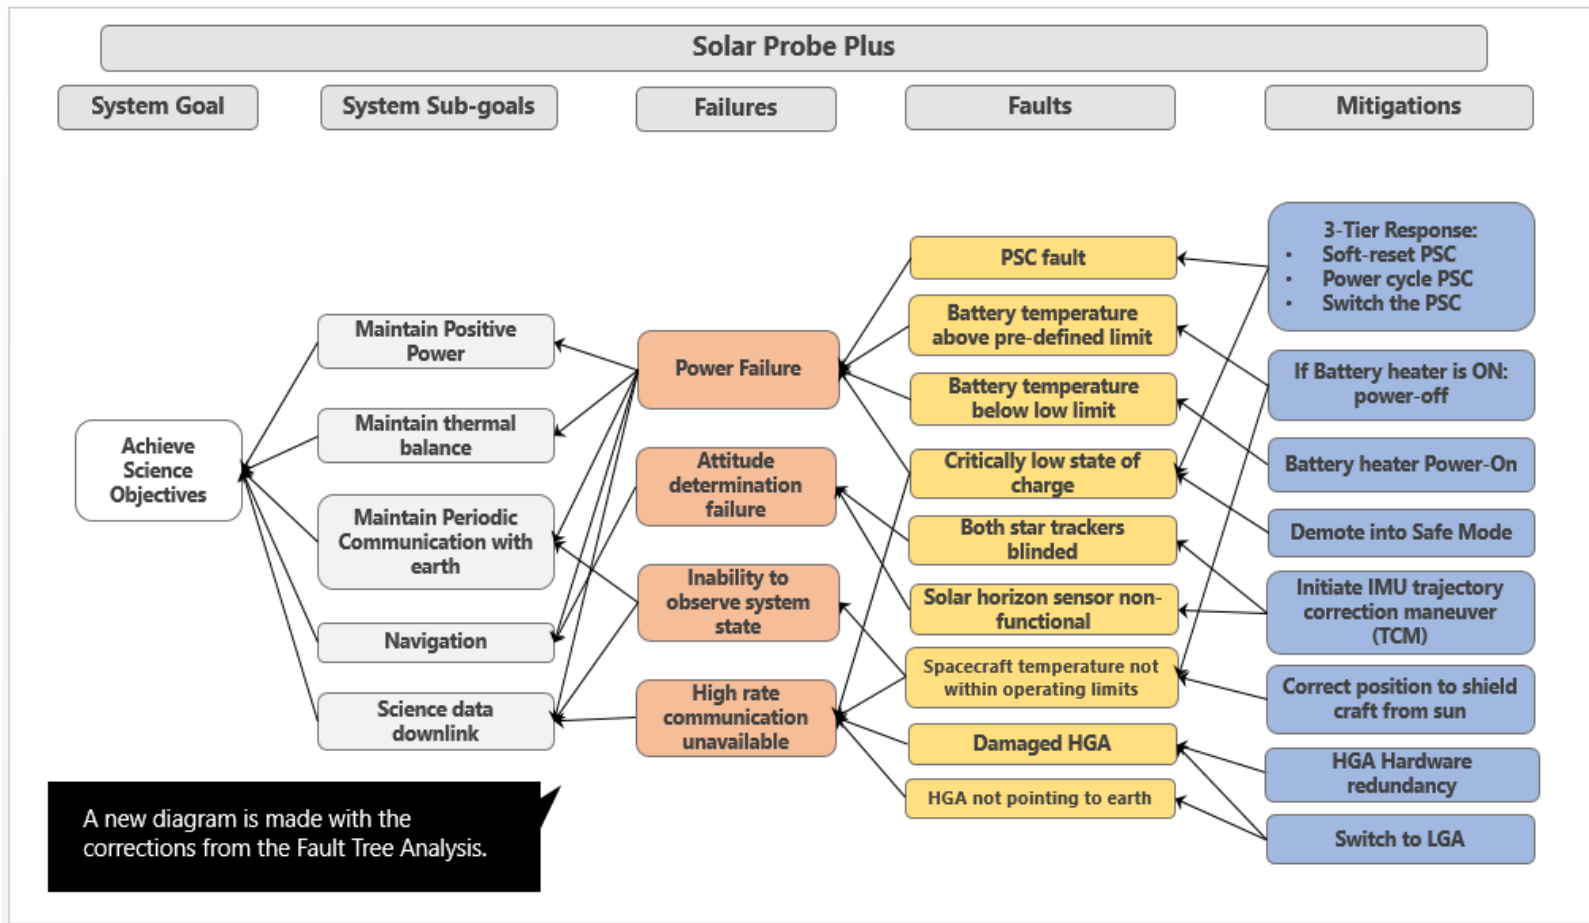 Solar Probe Plus
System Goal
System Sub-goals
Failures
Faults
Mitigations
Achieve
Science
Objectives
Maintain Positive
Power
Maintain thermal
balance
Maintain Periodic
Communication with
earth
Navigation
Science data
downlink
Power Failure
Attitude
determination
failure
Inability to
observe system
state
High rate
communication
unavailable
PSC fault
Battery temperature
above pre-defined limit
Battery temperature
below low limit
Critically low state of
charge
Both star trackers
blinded
Solar horizon sensor non-
functional
Spacecraft temperature not
within operating limits
Damaged HGA
HGA not pointing to earth
3-Tier Response:
• Soft-reset PSC
• Power cycle PSC
• Switch the PSC
If Battery heater is ON:
power-off
Battery heater Power-On
Demote into Safe Mode
Initiate IMU trajectory
correction maneuver
(TCM)
Correct position to shield
craft from sun
HGA Hardware
redundancy
Switch to LGA
A new diagram is made with the
corrections from the Fault Tree Analysis.